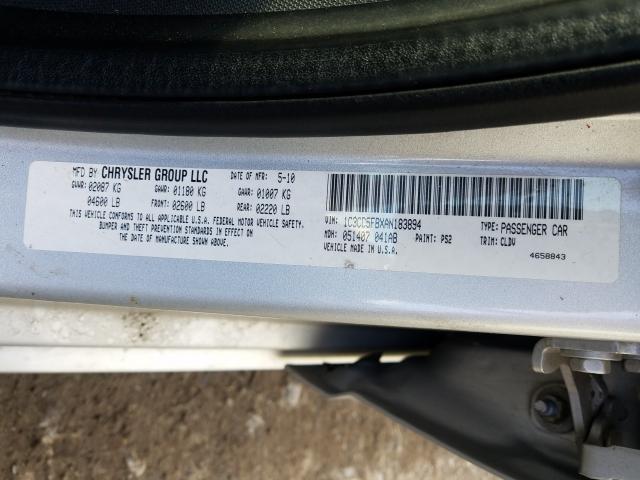 MFD BY CHRYSLER GROUP LLC DATE OF MFR: 5-10
GVWR: 02087 KG GAWR: 01180 KG GAWR: 01007 KG
04600 LB FRONT: 02600 LB REAR: 02220 LB
THIS VEHICLE CONFORMS TO ALL APPLICABLE U.S.A. FEDERAL MOTOR VEHICLE SAFETY,
BUMPER AND THEFT PREVENTION STANDARDS IN EFFECT ON
THE DATE OF MANUFACTURE SHOWN ABOVE.
VIN: 1C3CC5FBXAN183894 TYPE: PASSENGER CAR
MDH: 051407 041AB PAINT: PS2 TRIM: CLDV
VEHICLE MADE IN U.S.A.
4658843